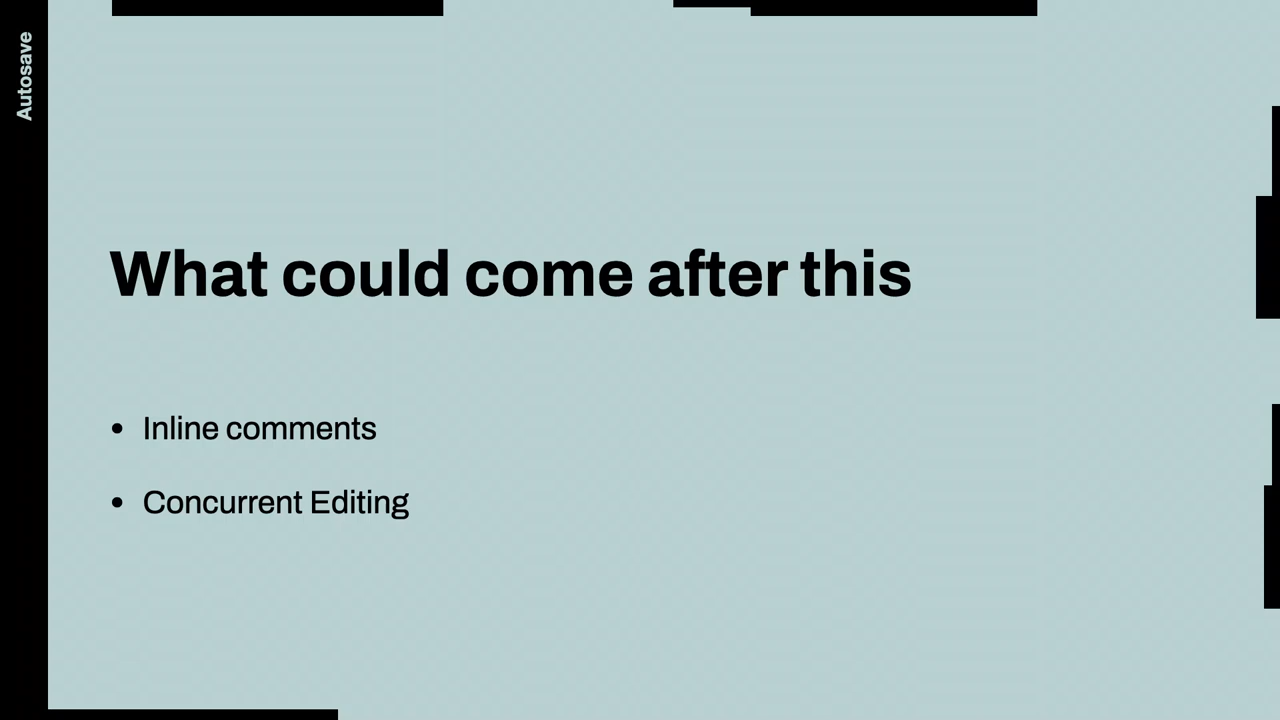 Autosave
What could come after this
• Inline comments
• Concurrent Editing